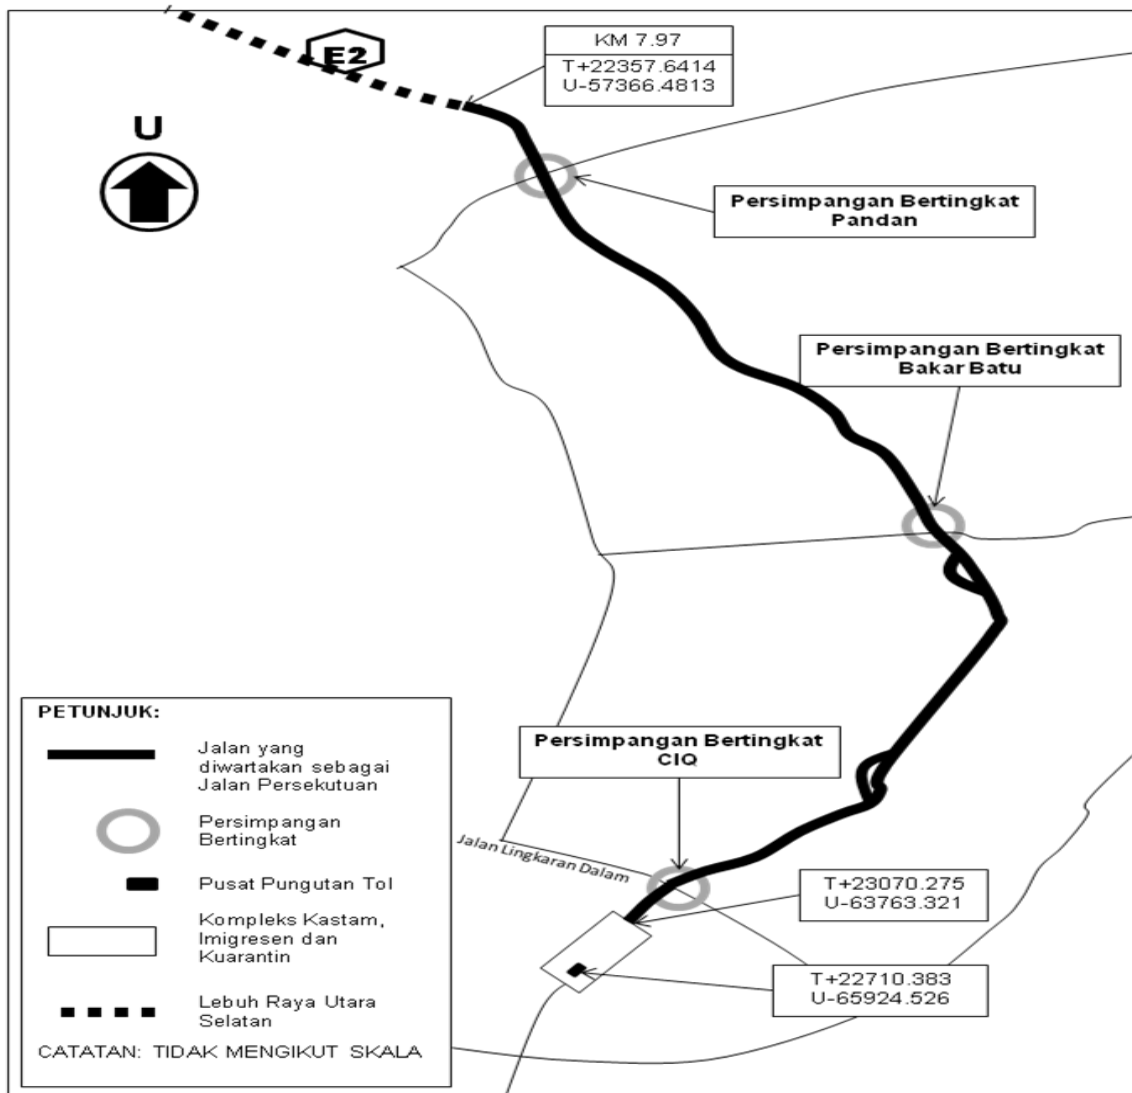 E2
KM 7.97
T+22357.6414
U-57366.4813
U
Persimpangan Bertingkat
Pandan
Persimpangan Bertingkat
Bakar Batu
Persimpangan Bertingkat
CIQ
Jalan Lingkaran Dalam
T+23070.275
U-63763.321
T+22710.383
U-65924.526
PETUNJUK:
Jalan yang
diwartakan sebagai
Jalan Persekutuan
Persimpangan
Bertingkat
Pusat Pungutan Tol
Kompleks Kastam,
Imigresen dan
Kuarantin
Lebuh Raya Utara
Selatan
CATATAN: TIDAK MENGIKUT SKALA